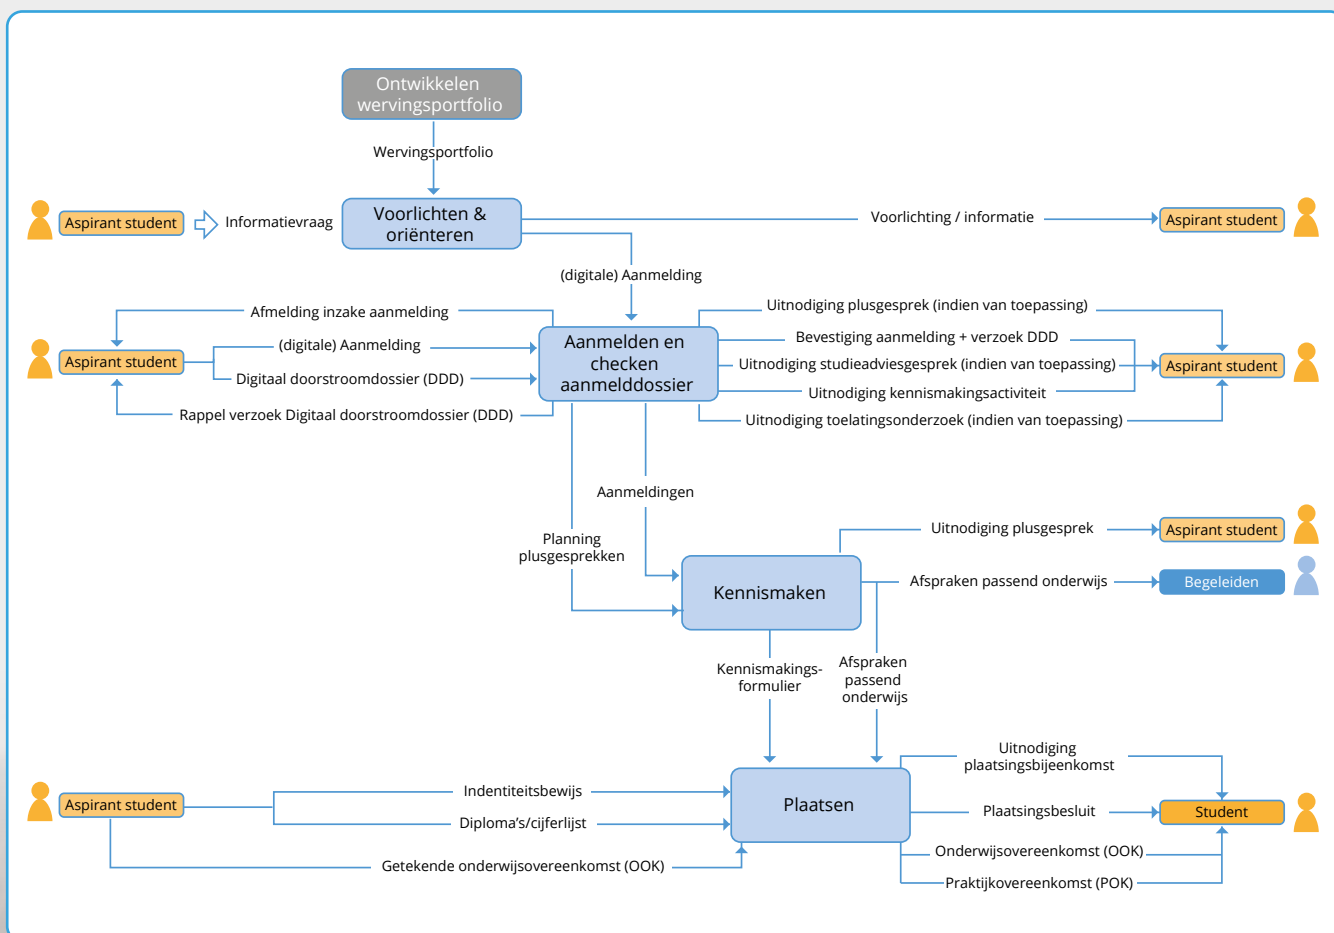 Ontwikkelen
wervingsportfolio
Wervingsportfolio
Aspirant student
Informatievraag
Voorlichten &
oriënteren
Voorlichting / informatie
Aspirant student
(digitale) Aanmelding
Afmelding inzake aanmelding
Aspirant student
(digitale) Aanmelding
Digitaal doorstroomdossier (DDD)
Rappel verzoek Digitaal doorstroomdossier (DDD)
Aanmelden en
checken
aanmelddossier
Uitnodiging plusgesprek (indien van toepassing)
Bevestiging aanmelding + verzoek DDD
Uitnodiging studieadviesgesprek (indien van toepassing)
Uitnodiging kennismakingsactiviteit
Uitnodiging toelatingsonderzoek (indien van toepassing)
Aspirant student
Aanmeldingen
Planning
plusgesprekken
Kennismaken
Uitnodiging plusgesprek
Aspirant student
Afspraken passend onderwijs
Begeleiden
Kennismakings-
formulier
Afspraken
passend
onderwijs
Aspirant student
Indentiteitsbewijs
Diploma's/cijferlijst
Getekende onderwijsovereenkomst (OOK)
Plaatsen
Uitnodiging
plaatsingsbijeenkomst
Plaatsingsbesluit
Student
Onderwijsovereenkomst (OOK)
Praktijkovereenkomst (POK)